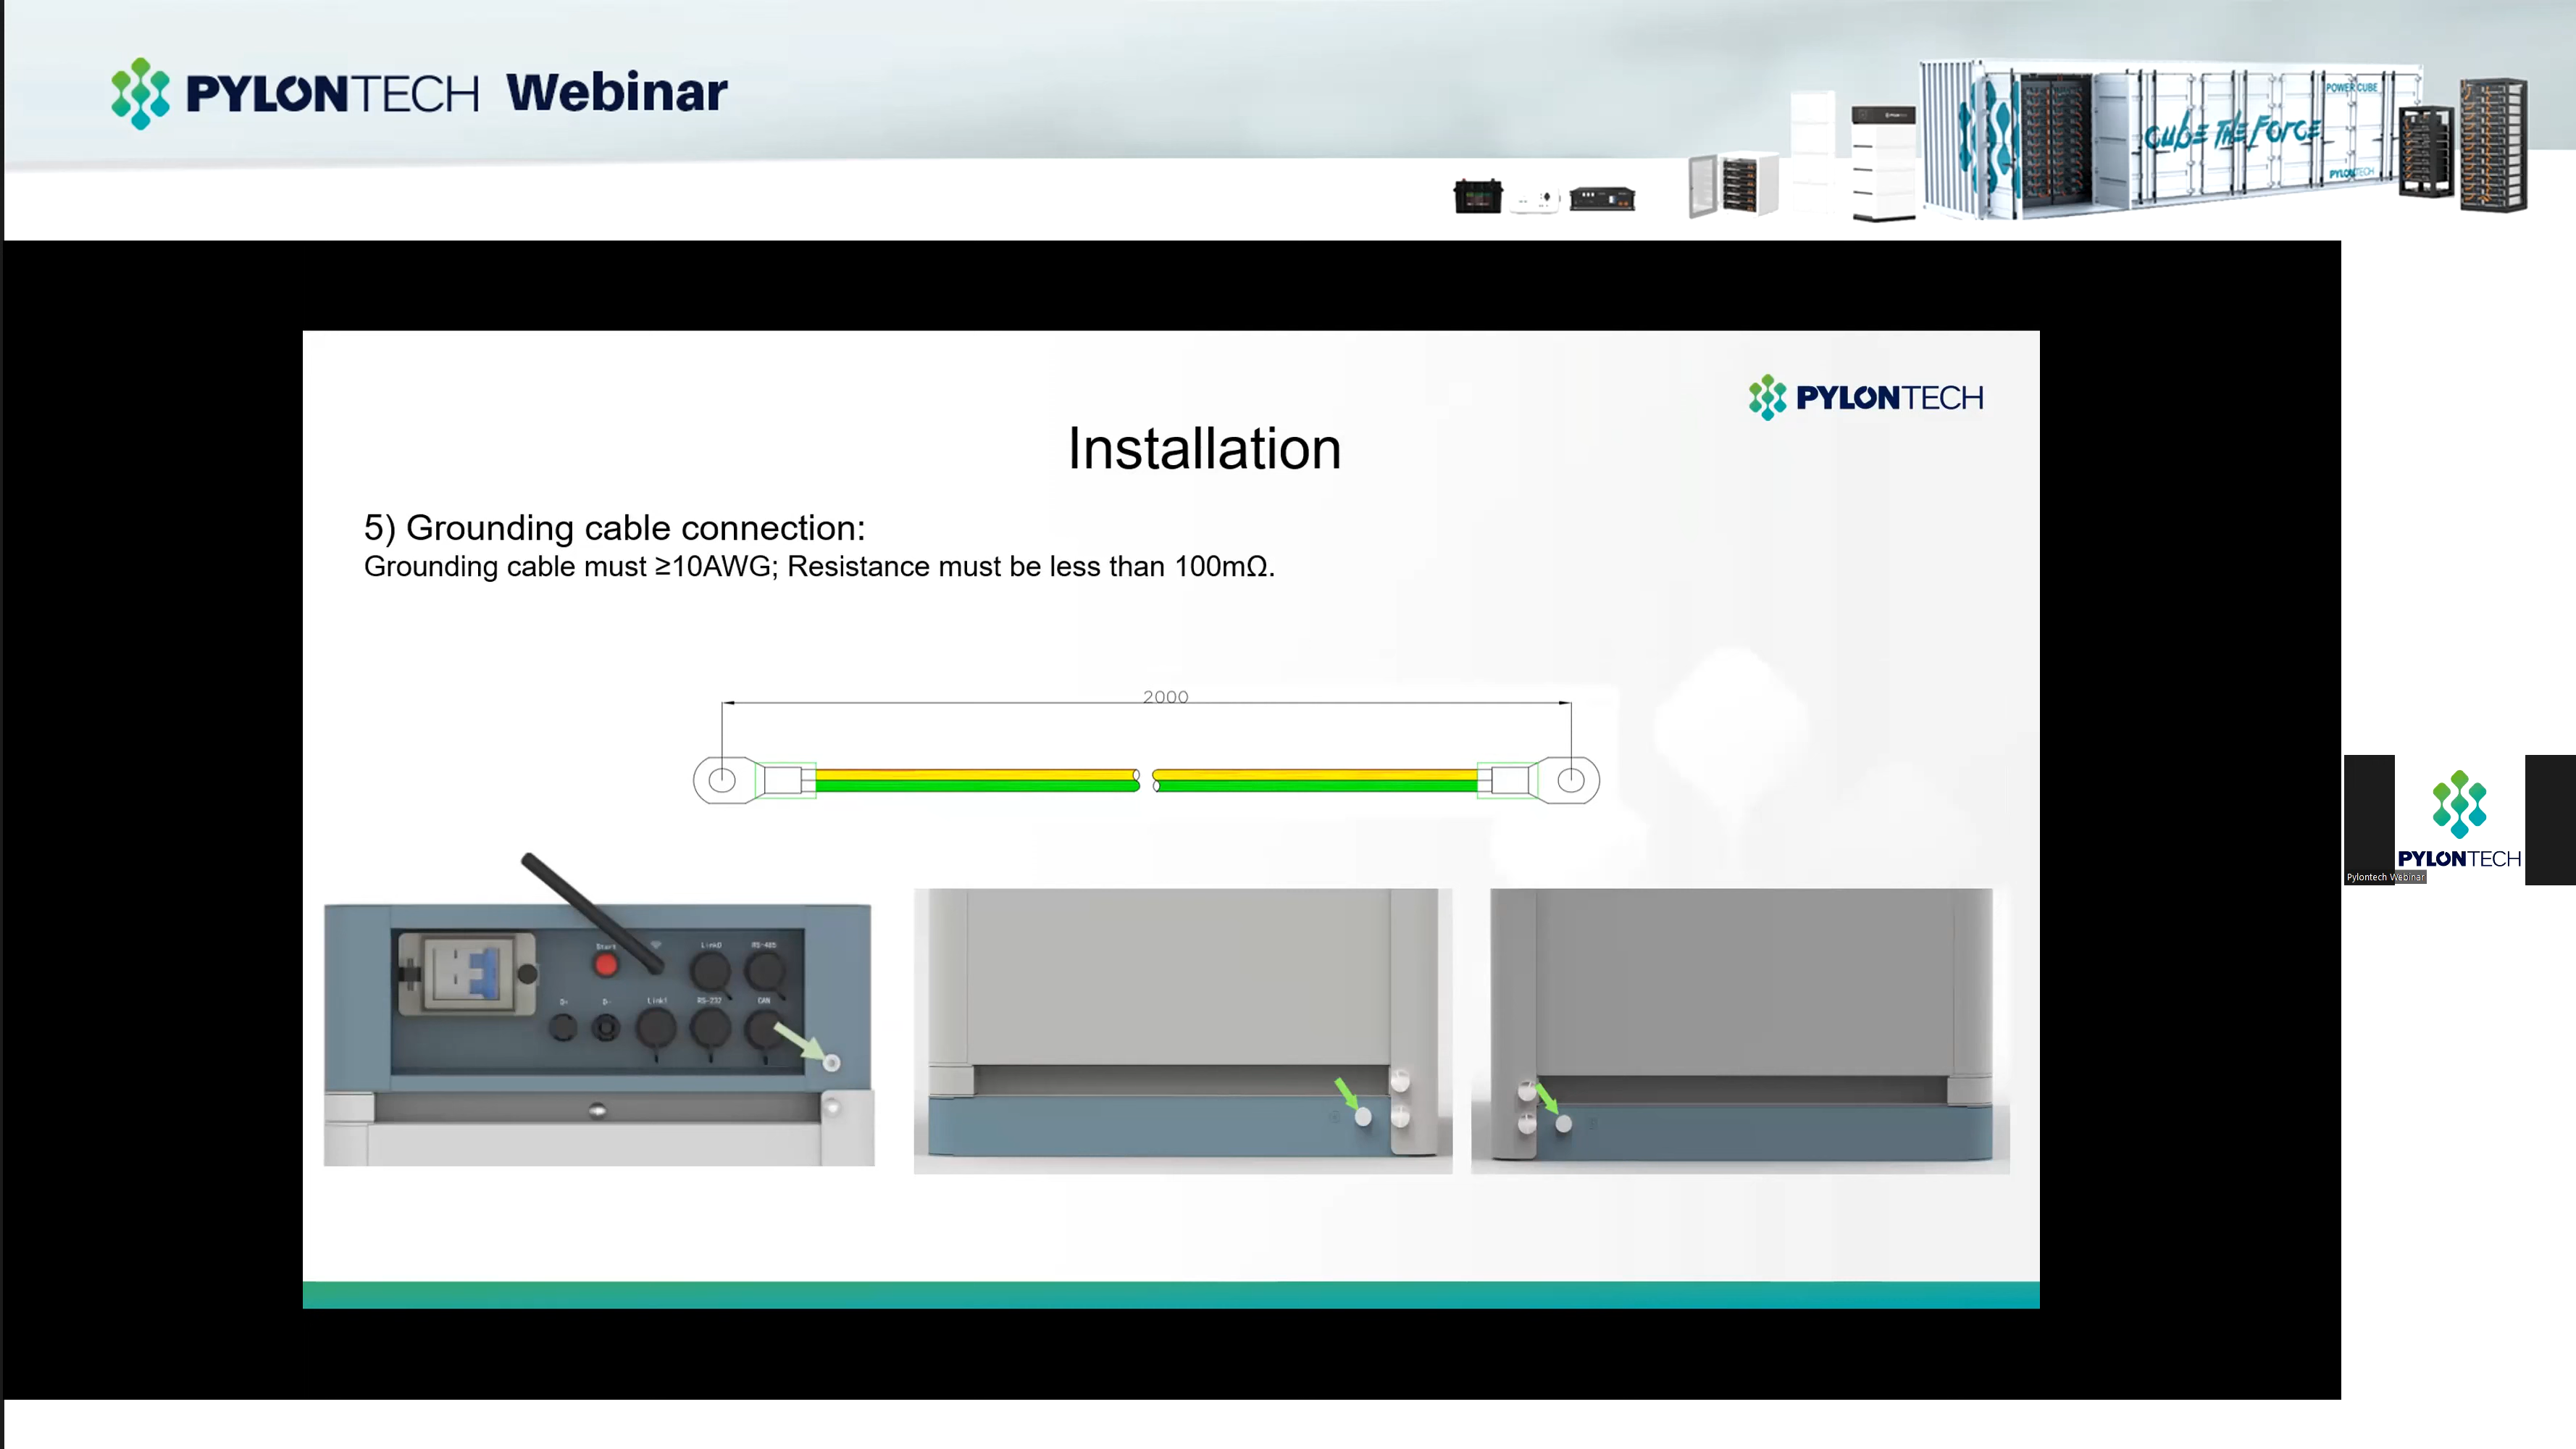 PYLONTECH Webinar
POWER CUBE
CUBE THE FORCE
PYLONTECH
PYLONTECH
Installation
5) Grounding cable connection:
Grounding cable must ≥10AWG; Resistance must be less than 100mΩ.
2000
PYLONTECH
Pylontech Webinar
Start
Link0
RS-485
D+
D-
Link1
RS-232
CAN